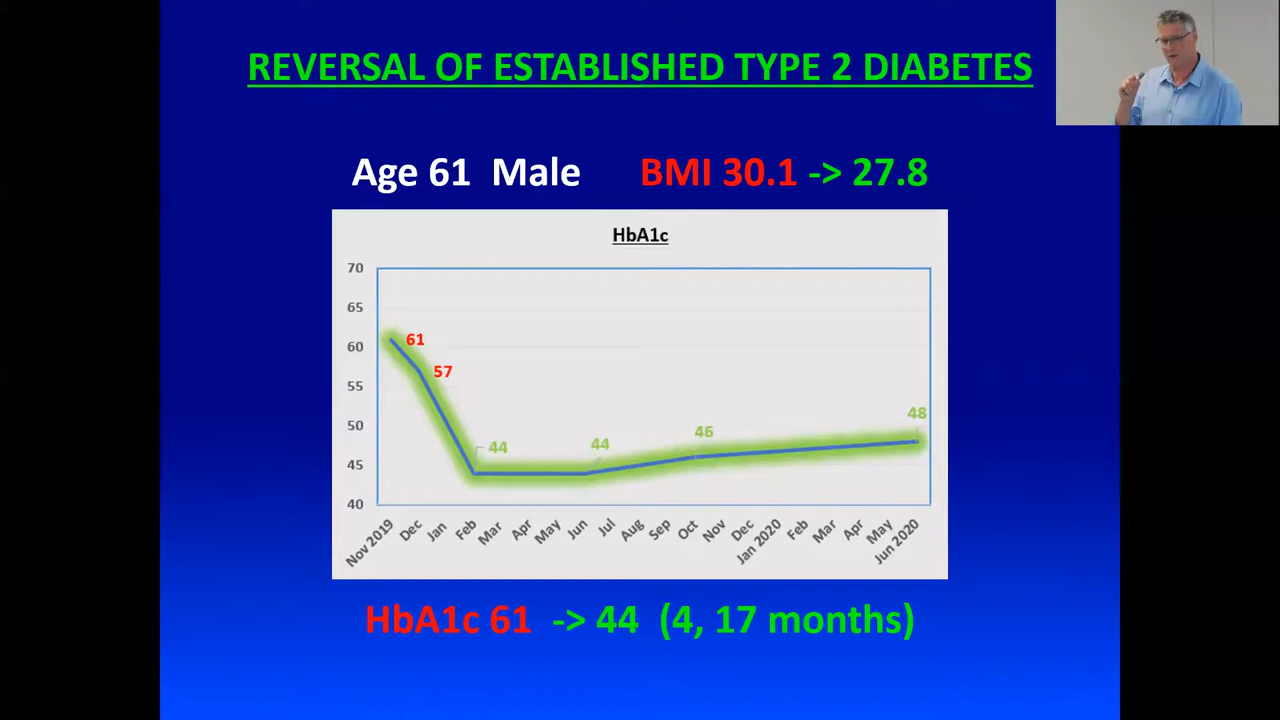 REVERSAL OF ESTABLISHED TYPE 2 DIABETES
Age 61 Male BMI 30.1 -> 27.8
HbA1c
70
65
60
55
50
45
40
61
57
44
44
46
48
Nov 2019
Dec
Jan
Feb
Mar
Apr
May
Jun
Jul
Aug
Sep
Oct
Nov
Dec
Jan 2020
Feb
Mar
Apr
May
Jun 2020
HbA1c 61 -> 44 (4, 17 months)